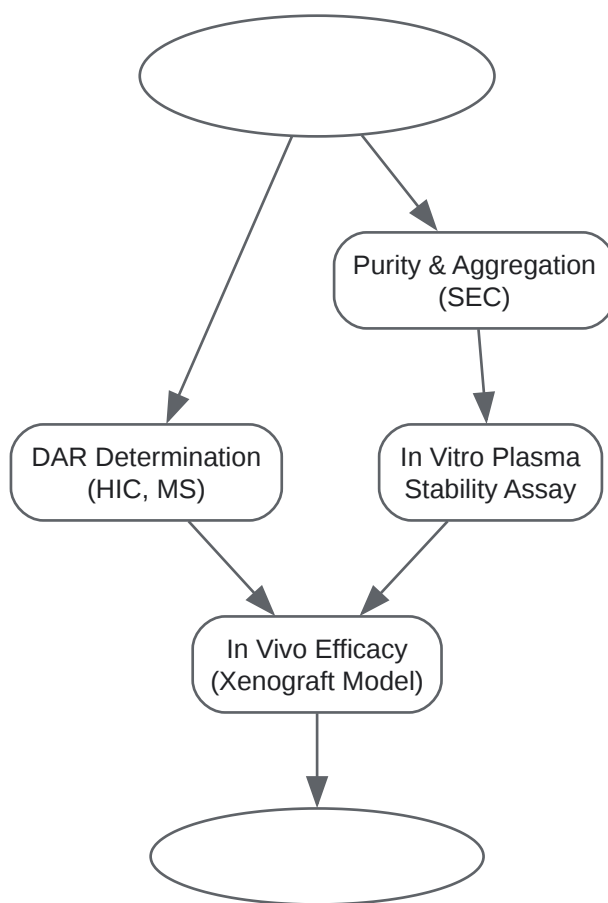 Purity & Aggregation
(SEC)
DAR Determination
(HIC, MS)
In Vitro Plasma
Stability Assay
In Vivo Efficacy
(Xenograft Model)